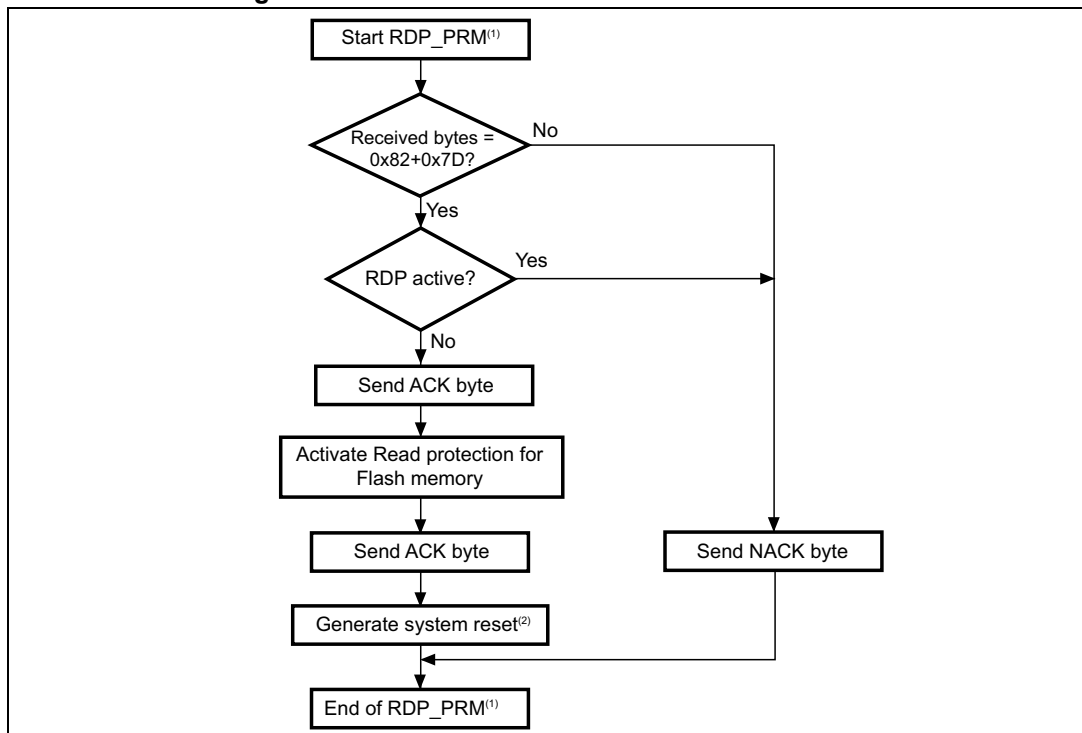 Start RDP_PRM(1)
Received bytes =
0x82+0x7D?
No
Yes
RDP active?
Yes
No
Send ACK byte
Activate Read protection for
Flash memory
Send ACK byte
Send NACK byte
Generate system reset(2)
End of RDP_PRM(1)